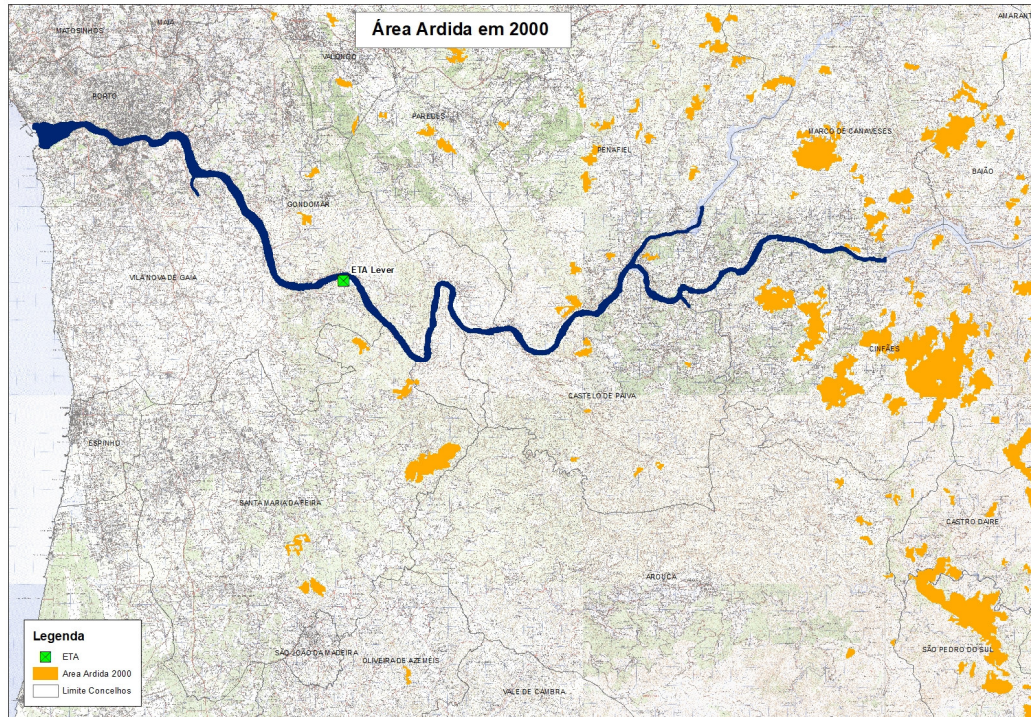 Área Ardida em 2000
AMARANT
MAIA
MATOSINHOS
VALONGO
PORTO
PAREDES
MARCO DE CANAVESES
PENAFIEL
BAIÃO
GONDOMAR
ETA Lever
VILA NOVA DE GAIA
CINFÃES
CASTELO DE PAIVA
ESPINHO
SANTA MARIA DA FEIRA
CASTRO DAIRE
AROUCA
SÃO PEDRO DO SUL
SÃO JOÃO DA MADEIRA
OLIVEIRA DE AZEMÉIS
VALE DE CAMBRA
Legenda
ETA
Area Ardida 2000
Limite Concelhos